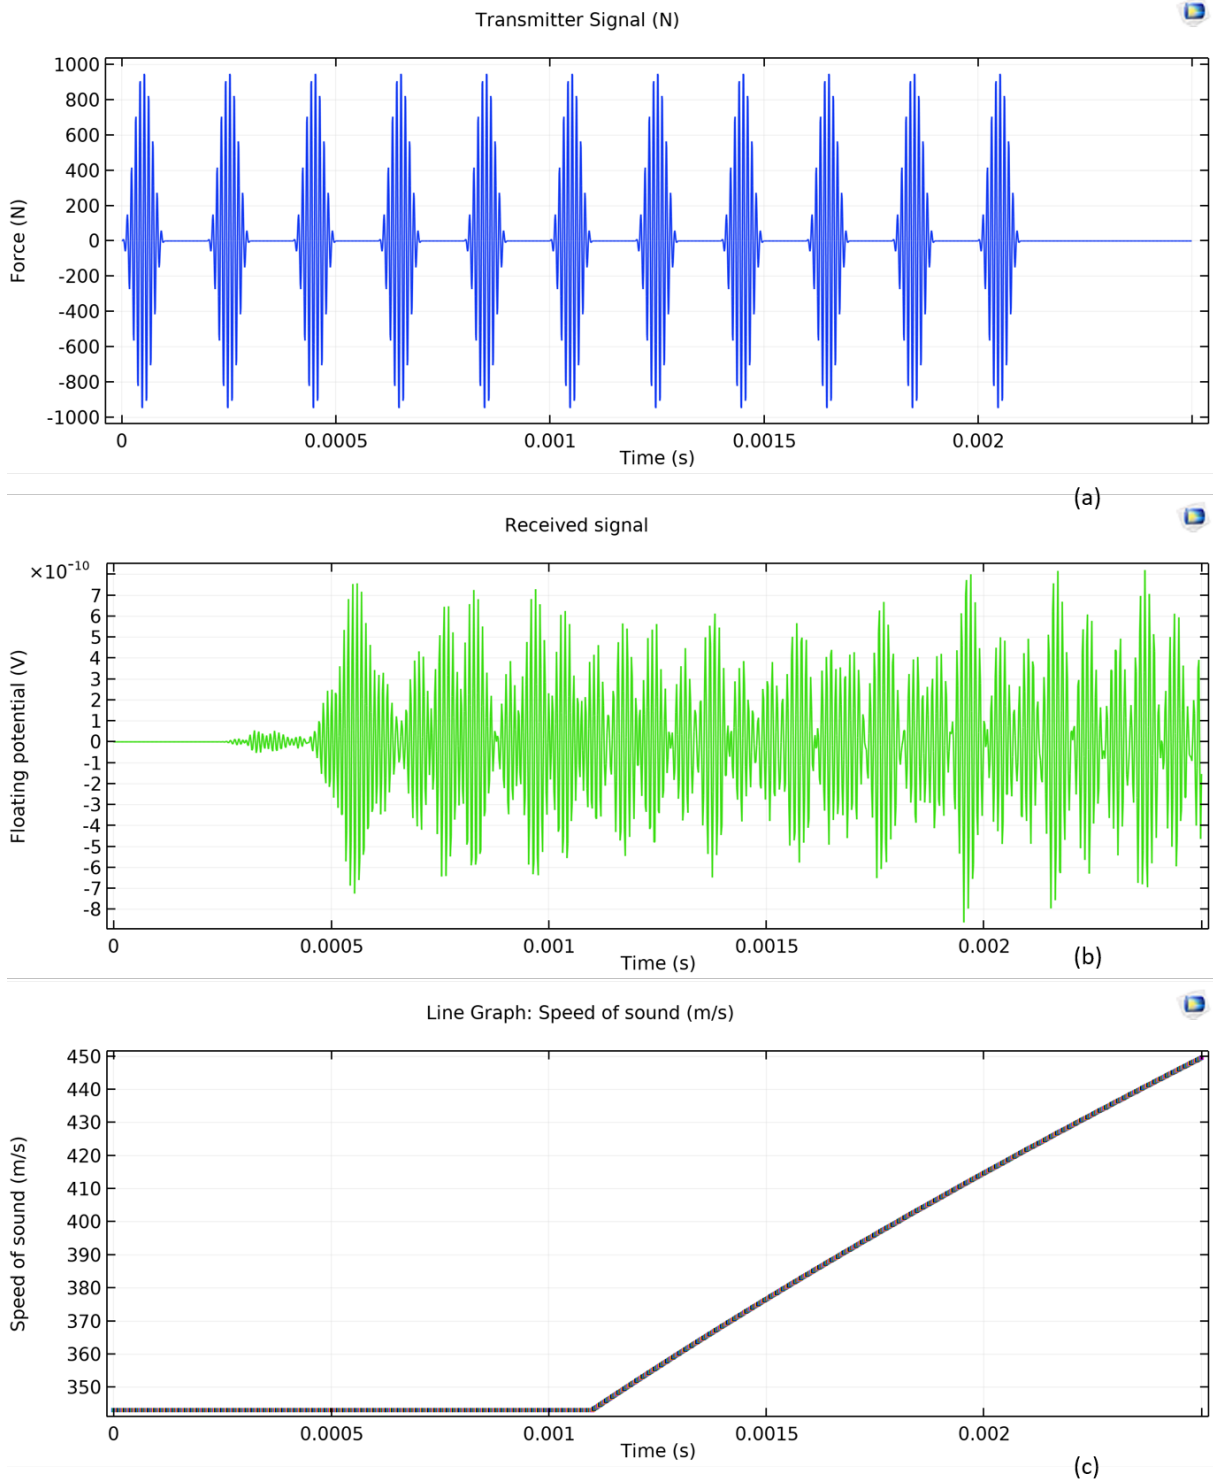 Transmitter Signal (N)
1000
800
600
400
200
0
-200
-400
-600
-800
-1000
Force (N)
0 0.0005 0.001 0.0015 0.002
Time (s)
(a)
Received signal
×10⁻¹⁰
7
6
5
4
3
2
1
0
-1
-2
-3
-4
-5
-6
-7
-8
Floating potential (V)
0 0.0005 0.001 0.0015 0.002
Time (s)
(b)
Line Graph: Speed of sound (m/s)
450
440
430
420
410
400
390
380
370
360
350
Speed of sound (m/s)
0 0.0005 0.001 0.0015 0.002
Time (s)
(c)